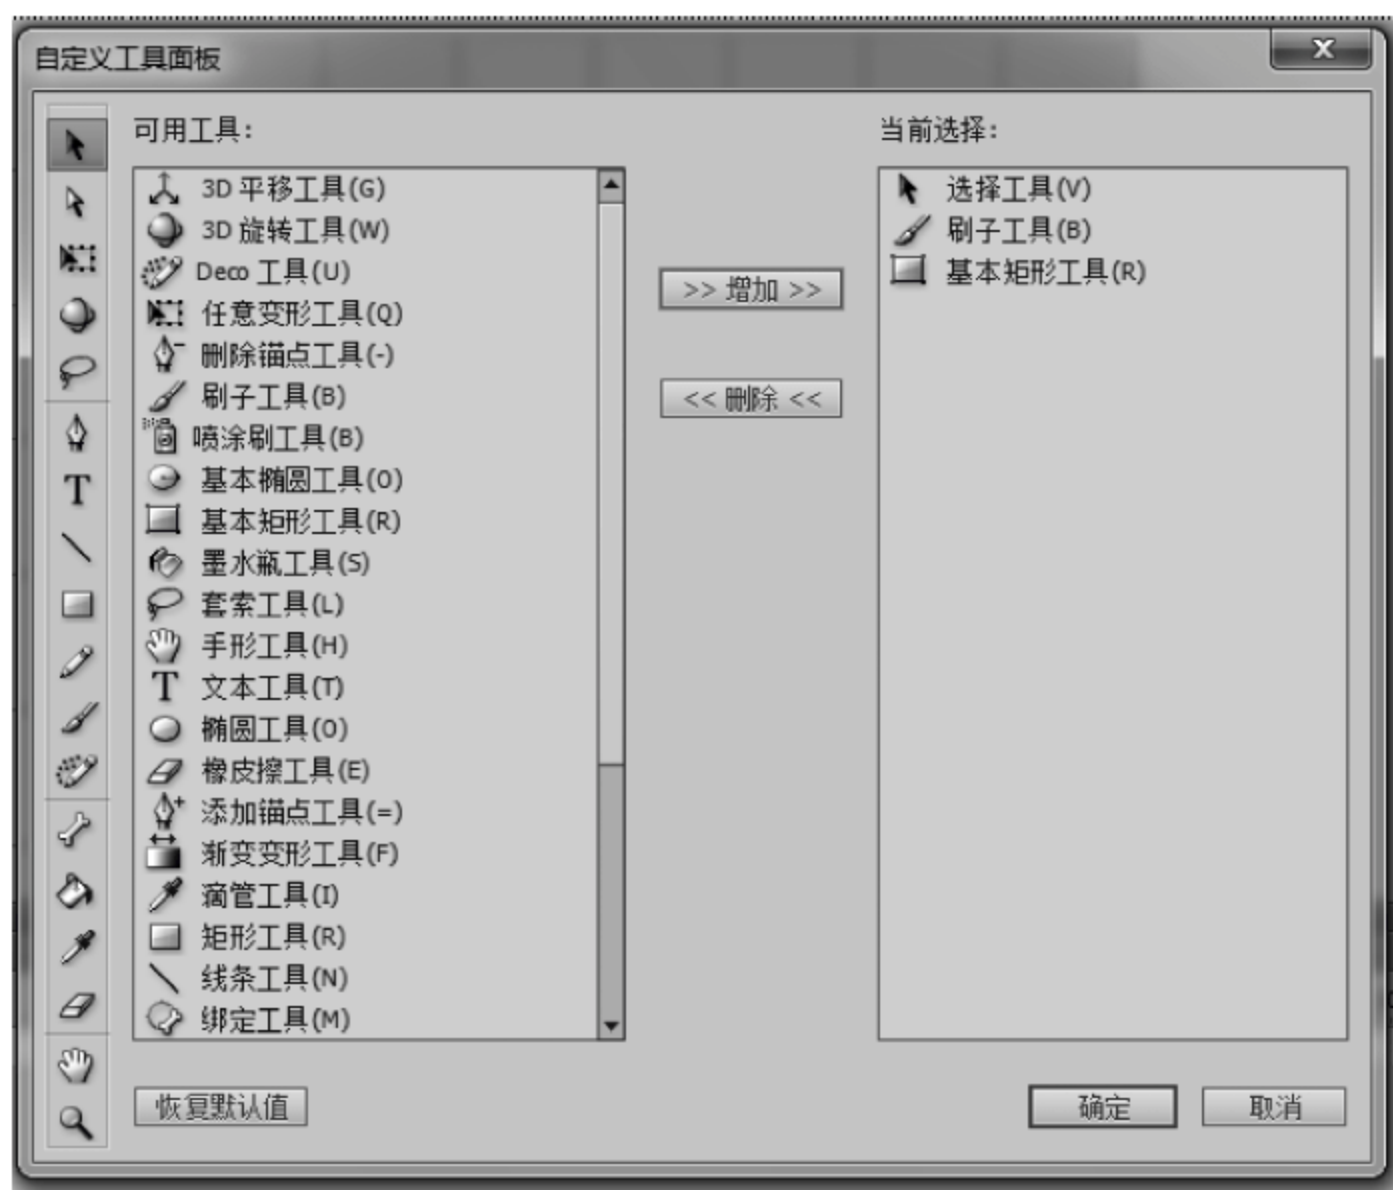 自定义工具面板
可用工具：
当前选择：
3D 平移工具(G)
3D 旋转工具(W)
Deco 工具(U)
任意变形工具(Q)
删除锚点工具(-)
刷子工具(B)
喷涂刷工具(B)
基本椭圆工具(O)
基本矩形工具(R)
墨水瓶工具(S)
套索工具(L)
手形工具(H)
文本工具(T)
椭圆工具(O)
橡皮擦工具(E)
添加锚点工具(=)
渐变变形工具(F)
滴管工具(I)
矩形工具(R)
线条工具(N)
绑定工具(M)
>> 增加 >>
<< 删除 <<
选择工具(V)
刷子工具(B)
基本矩形工具(R)
恢复默认值
确定
取消